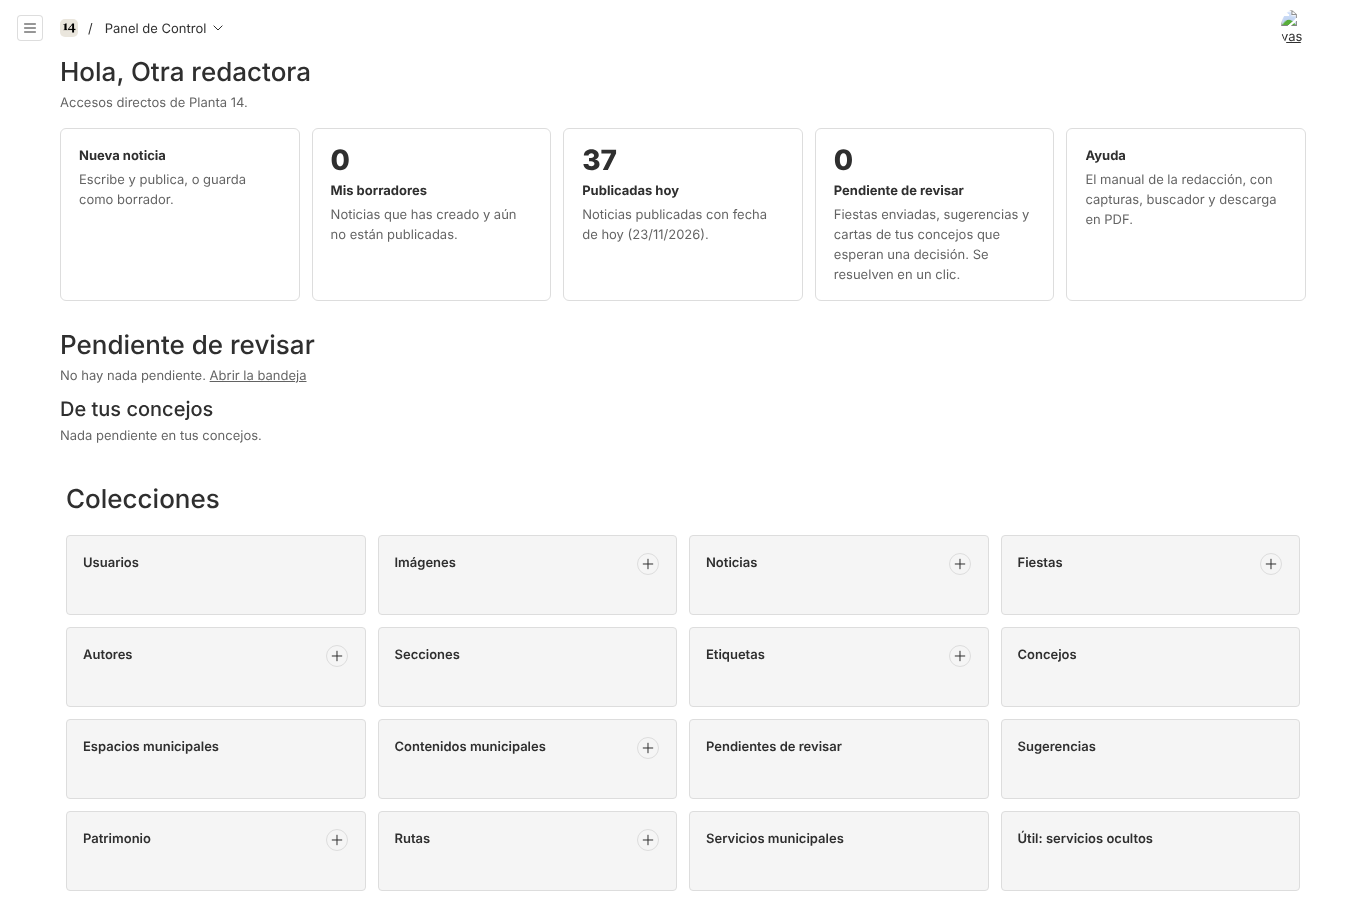 14 / Panel de Control
vas
Hola, Otra redactora
Accesos directos de Planta 14.
Nueva noticia
Escribe y publica, o guarda
como borrador.
0
Mis borradores
Noticias que has creado y aún
no están publicadas.
37
Publicadas hoy
Noticias publicadas con fecha
de hoy (23/11/2026).
0
Pendiente de revisar
Fiestas enviadas, sugerencias y
cartas de tus concejos que
esperan una decisión. Se
resuelven en un clic.
Ayuda
El manual de la redacción, con
capturas, buscador y descarga
en PDF.
Pendiente de revisar
No hay nada pendiente. Abrir la bandeja
De tus concejos
Nada pendiente en tus concejos.
Colecciones
Usuarios
Imágenes
Noticias
Fiestas
Autores
Secciones
Etiquetas
Concejos
Espacios municipales
Contenidos municipales
Pendientes de revisar
Sugerencias
Patrimonio
Rutas
Servicios municipales
Útil: servicios ocultos